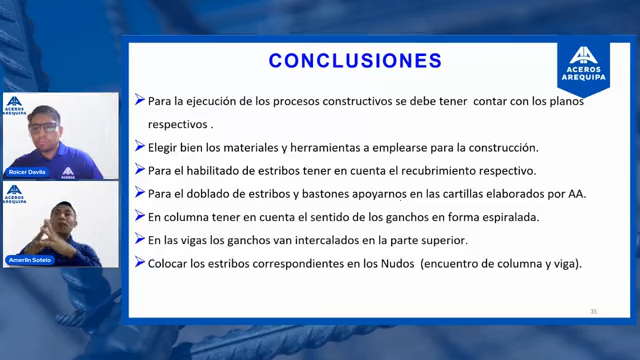 CONCLUSIONES
ACEROS
AREQUIPA
Para la ejecución de los procesos constructivos se debe tener contar con los planos
respectivos .
Elegir bien los materiales y herramientas a emplearse para la construcción.
Para el habilitado de estribos tener en cuenta el recubrimiento respectivo.
Para el doblado de estribos y bastones apoyarnos en las cartillas elaborados por AA.
En columna tener en cuenta el sentido de los ganchos en forma espiralada.
En las vigas los ganchos van intercalados en la parte superior.
Colocar los estribos correspondientes en los Nudos (encuentro de columna y viga).
35
ACEROS
AREQUIPA
Roicer Davila
ACEROS
AREQUIPA
Amerlin Sotelo